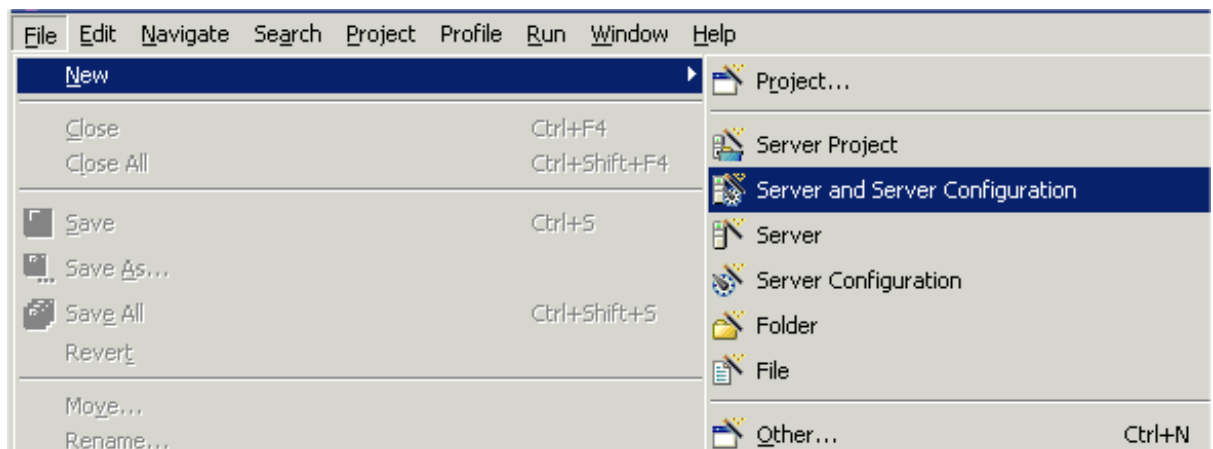 File Edit Navigate Search Project Profile Run Window Help
New
Close Ctrl+F4
Close All Ctrl+Shift+F4
Save Ctrl+S
Save As...
Save All Ctrl+Shift+S
Revert
Move...
Rename...
Project...
Server Project
Server and Server Configuration
Server
Server Configuration
Folder
File
Other... Ctrl+N